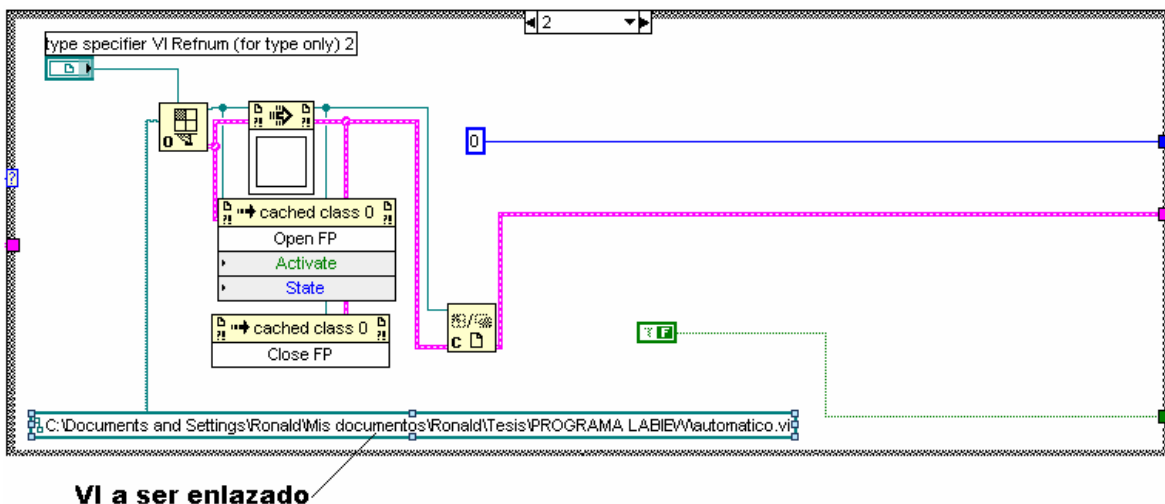 2
type specifier VI Refnum (for type only) 2
?
0
cached class 0
Open FP
Activate
State
cached class 0
Close FP
C
F
C:\Documents and Settings\Ronald\Mis documentos\Ronald\Tesis\PROGRAMA LABIEW\automatico.vi
VI a ser enlazado